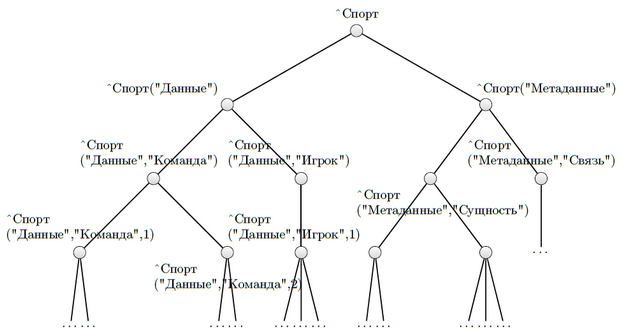 ^Спорт
^Спорт("Данные")
^Спорт("Метаданные")
^Спорт
("Данные","Команда")
^Спорт
("Данные","Игрок")
^Спорт
("Метаданные","Связь")
^Спорт
("Метаданные","Сущность")
^Спорт
("Данные","Команда",1)
^Спорт
("Данные","Игрок",1)
^Спорт
("Данные","Команда",2)
...
... ... ... ... ... ... ... ...